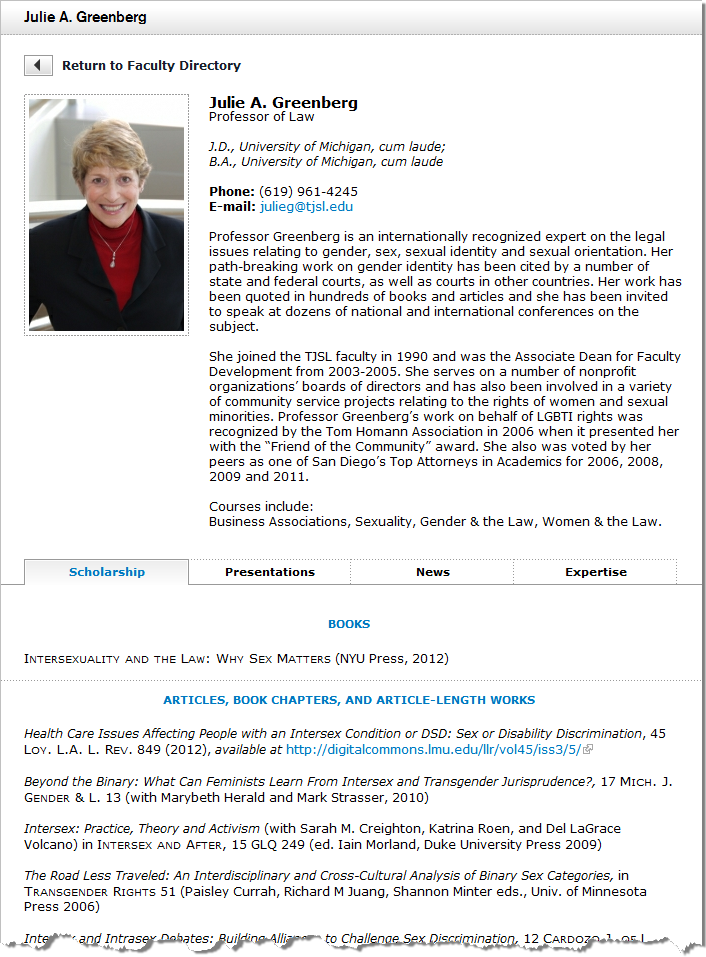 Julie A. Greenberg
Return to Faculty Directory
Julie A. Greenberg
Professor of Law
J.D., University of Michigan, cum laude;
B.A., University of Michigan, cum laude
Phone: (619) 961-4245
E-mail: julieg@tjsl.edu
Professor Greenberg is an internationally recognized expert on the legal
issues relating to gender, sex, sexual identity and sexual orientation. Her
path-breaking work on gender identity has been cited by a number of
state and federal courts, as well as courts in other countries. Her work has
been quoted in hundreds of books and articles and she has been invited
to speak at dozens of national and international conferences on the
subject.
She joined the TJSL faculty in 1990 and was the Associate Dean for Faculty
Development from 2003-2005. She serves on a number of nonprofit
organizations’ boards of directors and has also been involved in a variety
of community service projects relating to the rights of women and sexual
minorities. Professor Greenberg’s work on behalf of LGBTI rights was
recognized by the Tom Homann Association in 2006 when it presented her
with the “Friend of the Community” award. She also was voted by her
peers as one of San Diego’s Top Attorneys in Academics for 2006, 2008,
2009 and 2011.
Courses include:
Business Associations, Sexuality, Gender & the Law, Women & the Law.
Scholarship Presentations News Expertise
BOOKS
Intersexuality and the Law: Why Sex Matters (NYU Press, 2012)
ARTICLES, BOOK CHAPTERS, AND ARTICLE-LENGTH WORKS
Health Care Issues Affecting People with an Intersex Condition or DSD: Sex or Disability Discrimination, 45
Loy. L.A. L. Rev. 849 (2012), available at http://digitalcommons.lmu.edu/llr/vol45/iss3/5/
Beyond the Binary: What Can Feminists Learn From Intersex and Transgender Jurisprudence?, 17 Mich. J.
Gender & L. 13 (with Marybeth Herald and Mark Strasser, 2010)
Intersex: Practice, Theory and Activism (with Sarah M. Creighton, Katrina Roen, and Del LaGrace
Volcano) in Intersex and After, 15 GLQ 249 (ed. Iain Morland, Duke University Press 2009)
The Road Less Traveled: An Interdisciplinary and Cross-Cultural Analysis of Binary Sex Categories, in
Transgender Rights 51 (Paisley Currah, Richard M Juang, Shannon Minter eds., Univ. of Minnesota
Press 2006)
and Intrasex Debates: Building to Challenge Sex Discrimination, 12 Cardozo J.